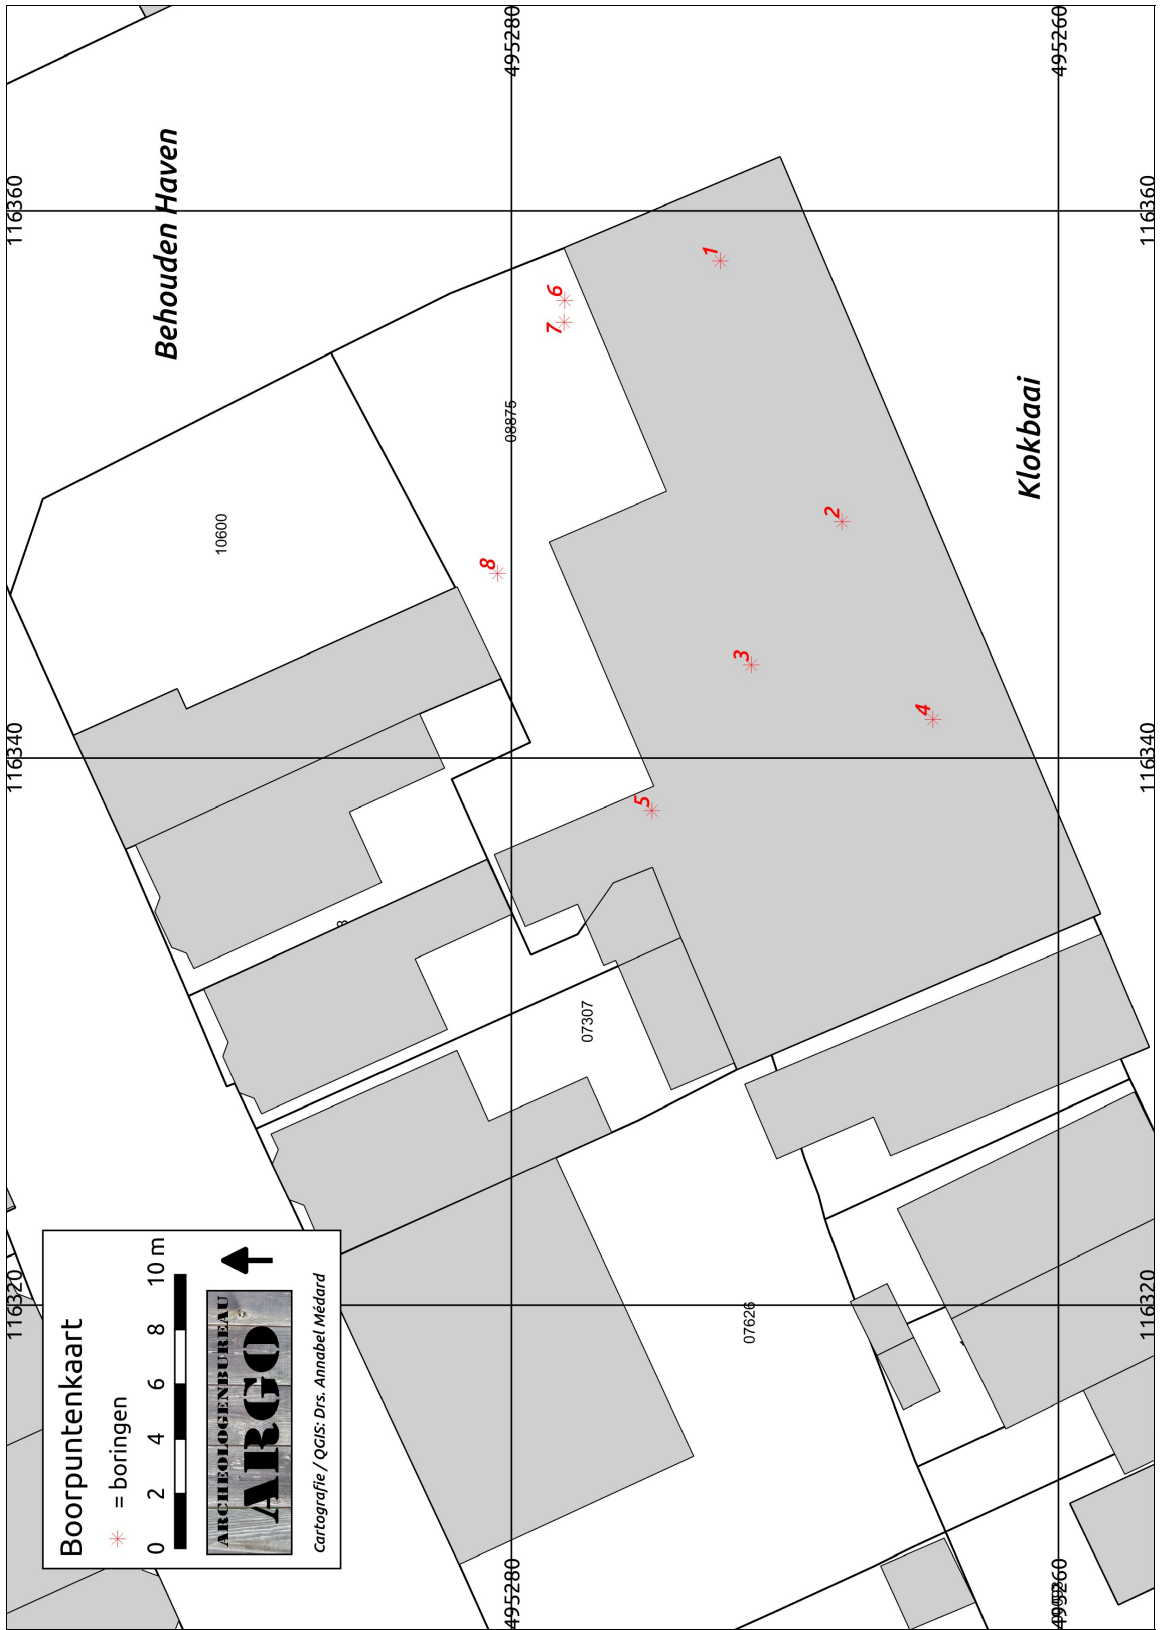 Boorpuntenkaart
= boringen
0 2 4 6 8 10 m
ARCHEOLOGENBUREAU
ARGO
Cartografie / QGIS: Drs. Annabel Médard
116320
116340
116360
Behouden Haven
10600
495280
08875
8
7
6
1
5
3
2
4
07307
07626
Klokbaai
495280
495260
495260
116320
116340
116360